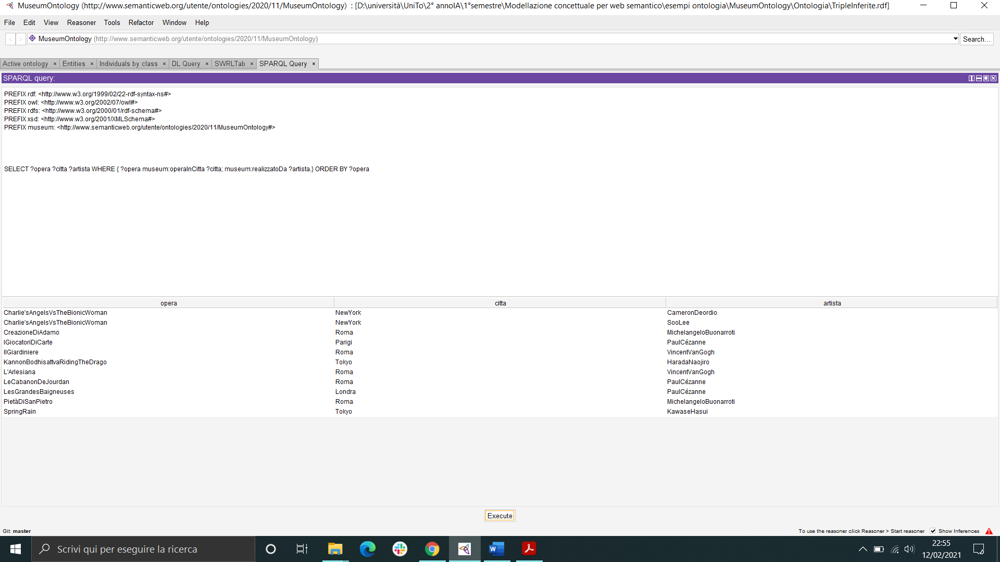 MuseumOntology (http://www.semanticweb.org/utente/ontologies/2020/11/MuseumOntology) : [D:\università\UniTo\2° annoIA\1°semestre\Modellazione concettuale per web semantico\esempi ontologia\MuseumOntology\Ontologia\TripleInferite.rdf]
File Edit View Reasoner Tools Refactor Window Help
< > MuseumOntology (http://www.semanticweb.org/utente/ontologies/2020/11/MuseumOntology) Search...
Active ontology × Entities × Individuals by class × DL Query × SWRLTab × SPARQL Query ×
SPARQL query:
PREFIX rdf: <http://www.w3.org/1999/02/22-rdf-syntax-ns#>
PREFIX owl: <http://www.w3.org/2002/07/owl#>
PREFIX rdfs: <http://www.w3.org/2000/01/rdf-schema#>
PREFIX xsd: <http://www.w3.org/2001/XMLSchema#>
PREFIX museum: <http://www.semanticweb.org/utente/ontologies/2020/11/MuseumOntology#>
SELECT ?opera ?citta ?artista WHERE { ?opera museum:operaInCitta ?citta; museum:realizzatoDa ?artista.} ORDER BY ?opera
opera citta artista
Charlie'sAngelsVsTheBionicWoman NewYork CameronDeordio
Charlie'sAngelsVsTheBionicWoman NewYork SooLee
CreazioneDiAdamo Roma MichelangeloBuonarroti
IGiocatoriDiCarte Parigi PaulCézanne
IlGiardiniere Roma VincentVanGogh
KannonBodhisattvaRidingTheDrago Tokyo HaradaNaojiro
L'Arlesiana Roma VincentVanGogh
LeCabanonDeJourdan Roma PaulCézanne
LesGrandesBaigneuses Londra PaulCézanne
PietàDiSanPietro Roma MichelangeloBuonarroti
SpringRain Tokyo KawaseHasui
Execute
Git: master To use the reasoner click Reasoner > Start reasoner Show Inferences
Scrivi qui per eseguire la ricerca
22:55
12/02/2021